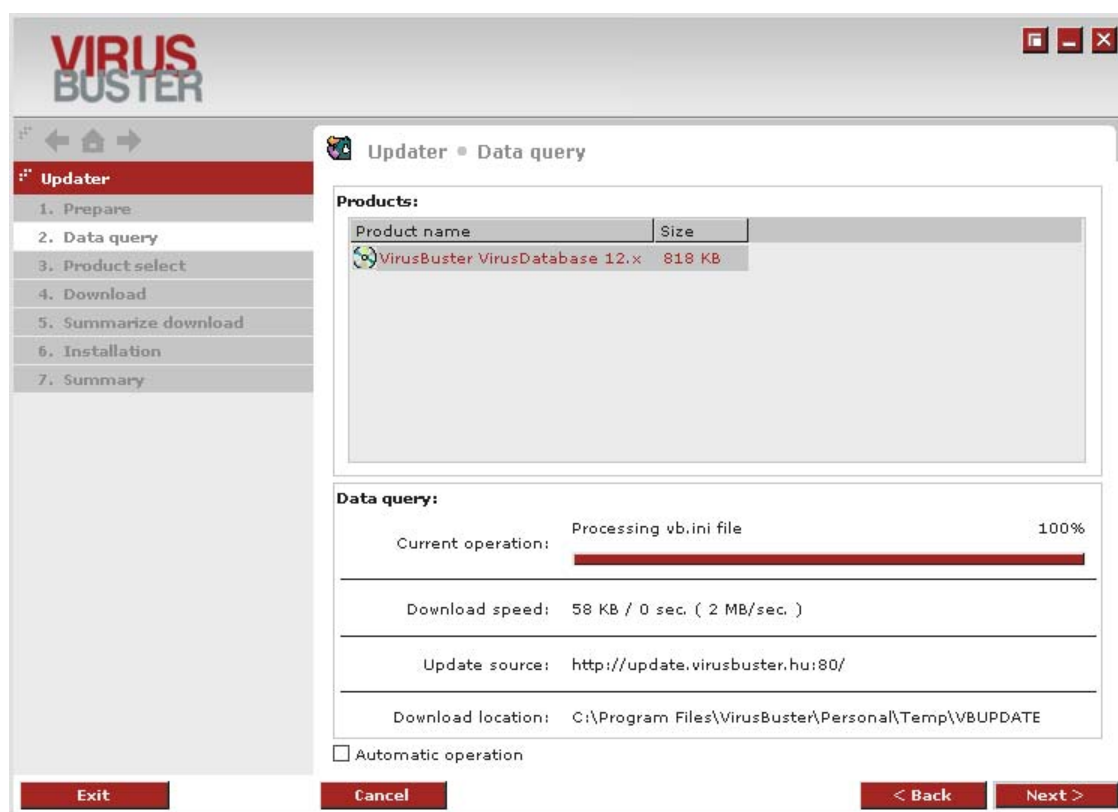 VIRUS
BUSTER
Updater • Data query
Updater
1. Prepare
2. Data query
3. Product select
4. Download
5. Summarize download
6. Installation
7. Summary
Products:
Product name Size
VirusBuster VirusDatabase 12.x 818 KB
Data query:
Current operation: Processing vb.ini file 100%
Download speed: 58 KB / 0 sec. ( 2 MB/sec. )
Update source: http://update.virusbuster.hu:80/
Download location: C:\Program Files\VirusBuster\Personal\Temp\VBUPDATE
Automatic operation
Exit Cancel < Back Next >